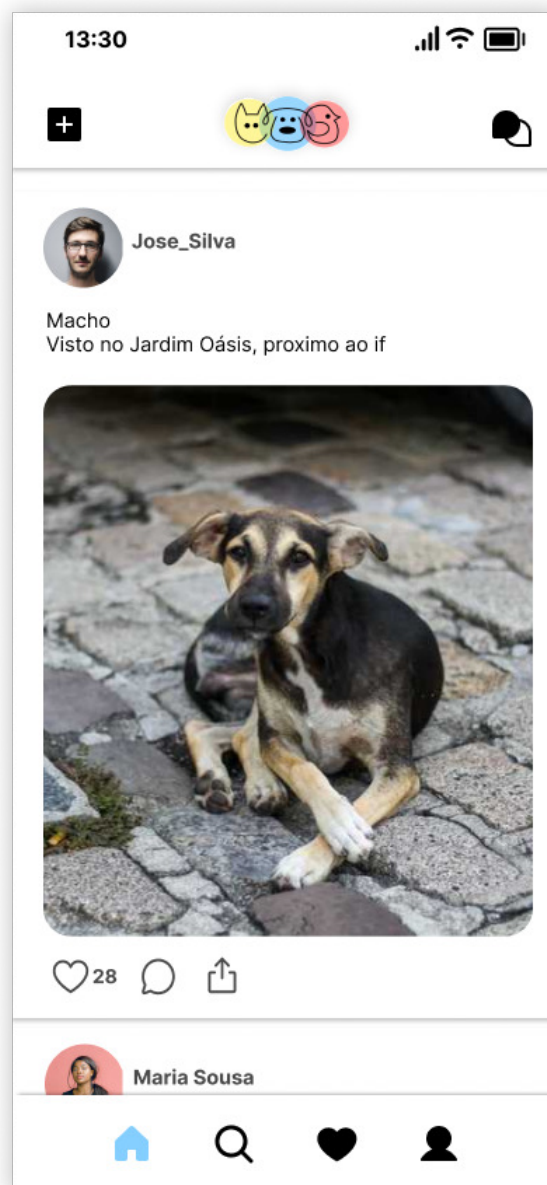 13:30
Jose_Silva
Macho
Visto no Jardim Oásis, proximo ao if
28
Maria Sousa